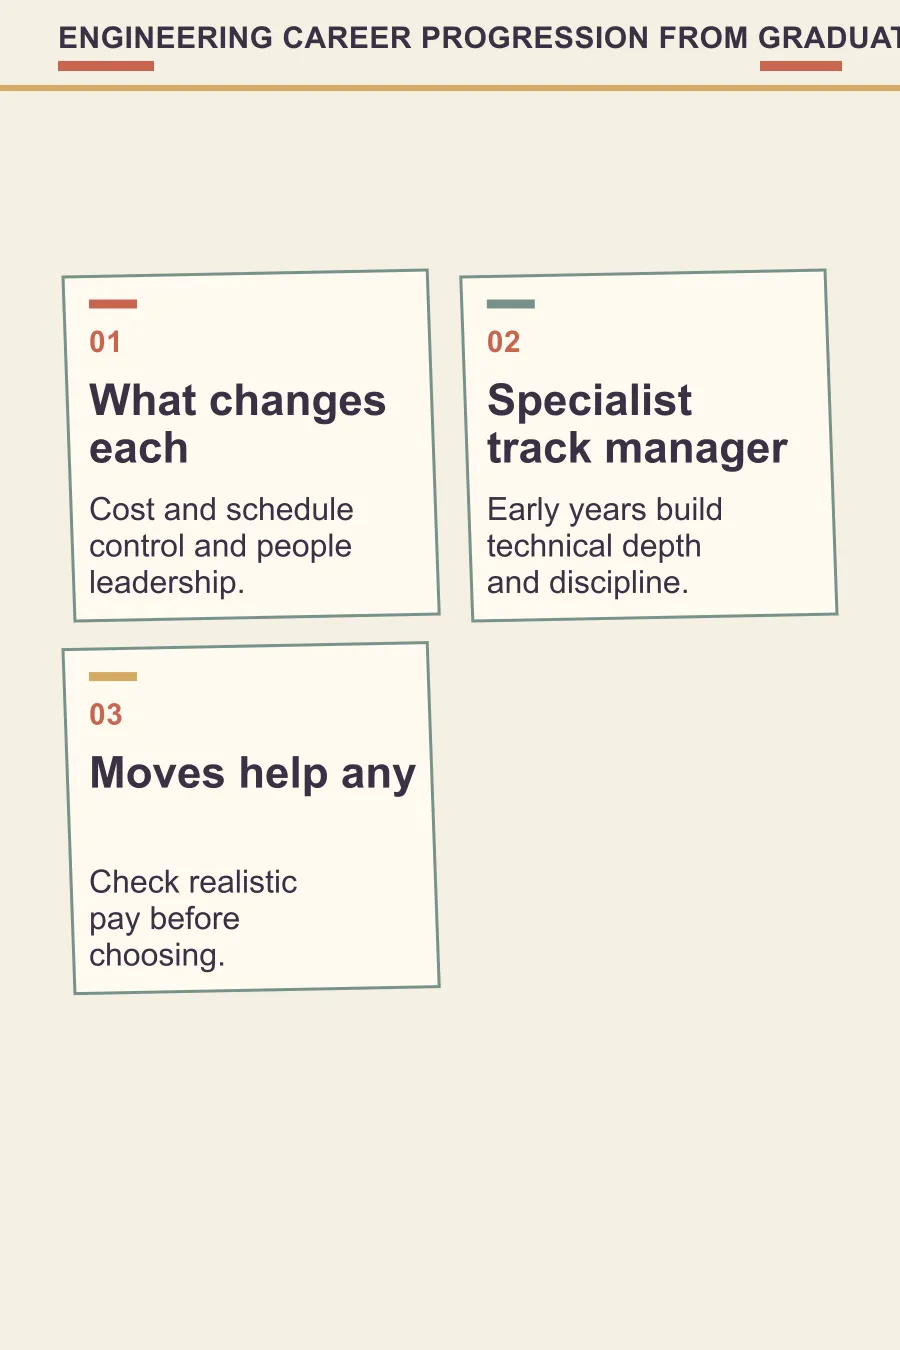 ENGINEERING CAREER PROGRESSION FROM GRADUAT
01
What changes
each
Cost and schedule
control and people
leadership.
02
Specialist
track manager
Early years build
technical depth
and discipline.
03
Moves help any
Check realistic
pay before
choosing.